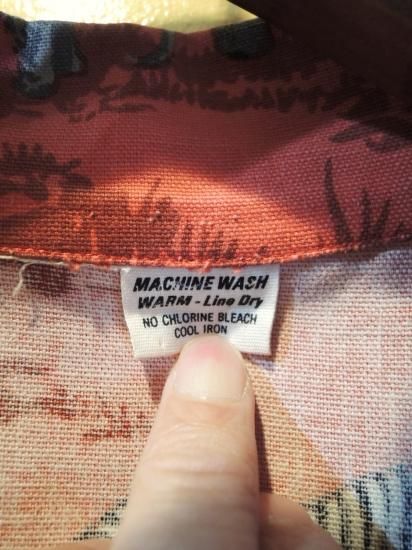 MACHINE WASH
WARM - Line Dry
NO CHLORINE BLEACH
COOL IRON